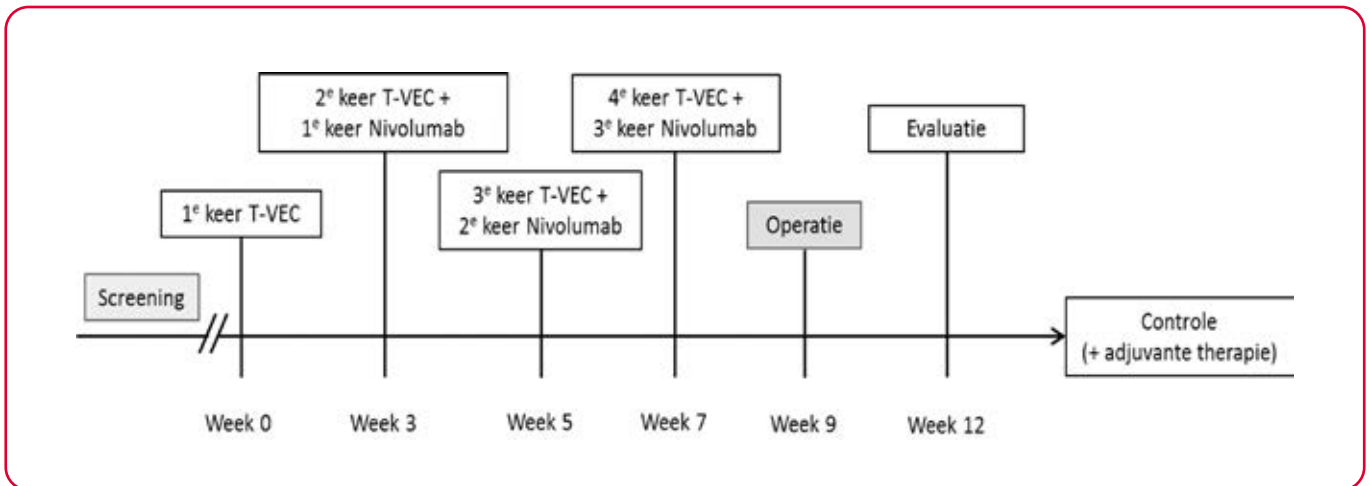 2e keer T-VEC +
1e keer Nivolumab
4e keer T-VEC +
3e keer Nivolumab
Evaluatie
1e keer T-VEC
3e keer T-VEC +
2e keer Nivolumab
Operatie
Screening
Controle
(+ adjuvante therapie)
Week 0
Week 3
Week 5
Week 7
Week 9
Week 12